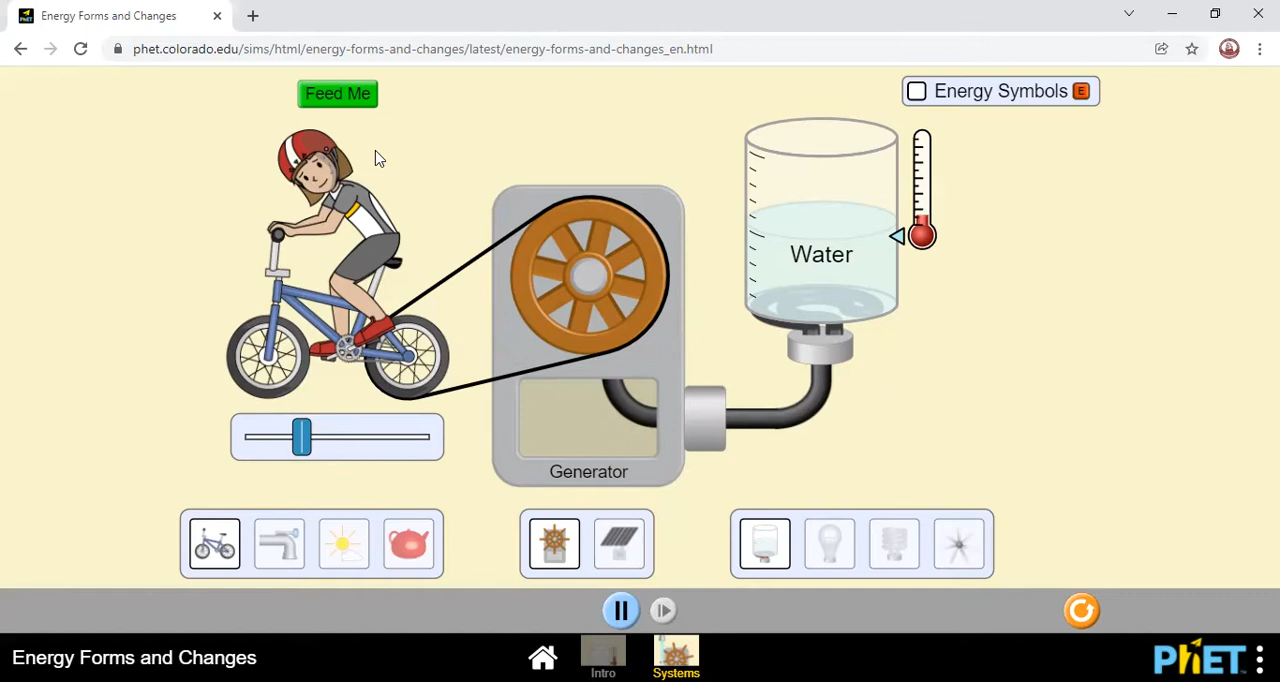 Energy Forms and Changes
phet.colorado.edu/sims/html/energy-forms-and-changes/latest/energy-forms-and-changes_en.html
Feed Me
Energy Symbols E
Water
Generator
Energy Forms and Changes
Intro
Systems
PhET